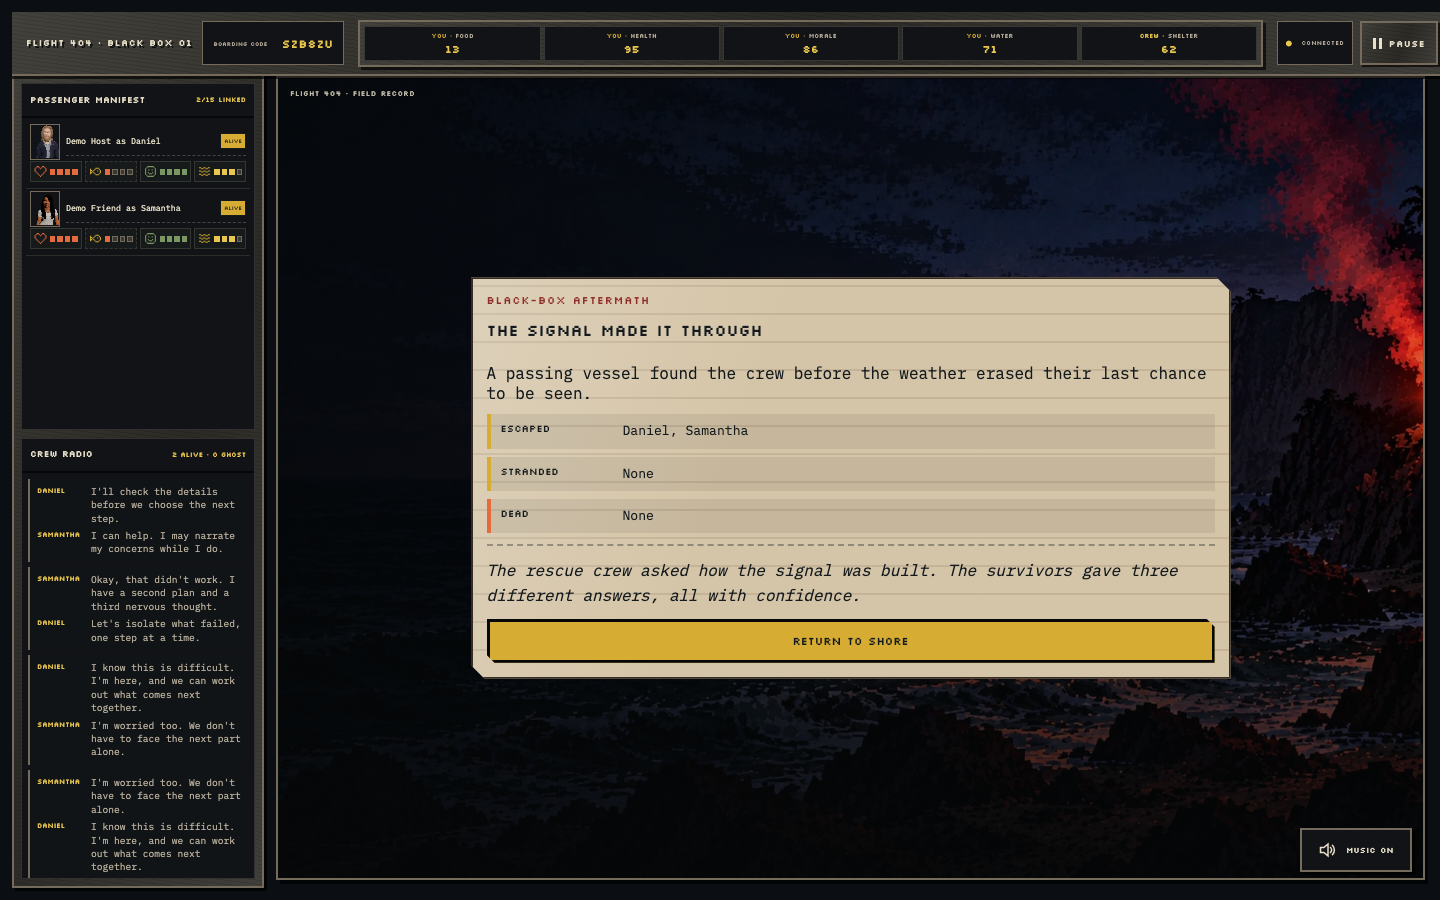 FLIGHT 404 · BLACK BOX 01
BOARDING CODE SZB8ZU
YOU · FOOD
13
YOU · HEALTH
95
YOU · MORALE
86
YOU · WATER
71
CREW · SHELTER
62
CONNECTED
PAUSE
PASSENGER MANIFEST
2/15 LINKED
Demo Host as Daniel
ALIVE
Demo Friend as Samantha
ALIVE
CREW RADIO
2 ALIVE · 0 GHOST
DANIEL
I'll check the details
before we choose the next
step.
SAMANTHA
I can help. I may narrate
my concerns while I do.
SAMANTHA
Okay, that didn't work. I
have a second plan and a
third nervous thought.
DANIEL
Let's isolate what failed,
one step at a time.
DANIEL
I know this is difficult.
I'm here, and we can work
out what comes next
together.
SAMANTHA
I'm worried too. We don't
have to face the next part
alone.
SAMANTHA
I'm worried too. We don't
have to face the next part
alone.
DANIEL
I know this is difficult.
I'm here, and we can work
out what comes next
together.
FLIGHT 404 · FIELD RECORD
BLACK-BOX AFTERMATH
THE SIGNAL MADE IT THROUGH
A passing vessel found the crew before the weather erased their last chance
to be seen.
ESCAPED
Daniel, Samantha
STRANDED
None
DEAD
None
The rescue crew asked how the signal was built. The survivors gave three
different answers, all with confidence.
RETURN TO SHORE
MUSIC ON